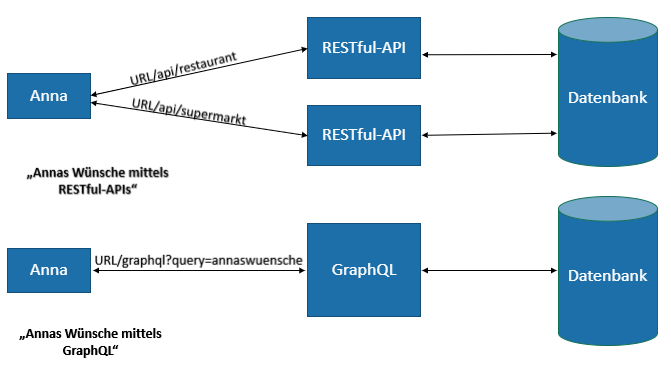 RESTful-API
URL/api/restaurant
Anna
Datenbank
URL/api/supermarkt
RESTful-API
„Annas Wünsche mittels
RESTful-APIs“
URL/graphql?query=annaswuensche
Anna
GraphQL
Datenbank
„Annas Wünsche mittels
GraphQL“